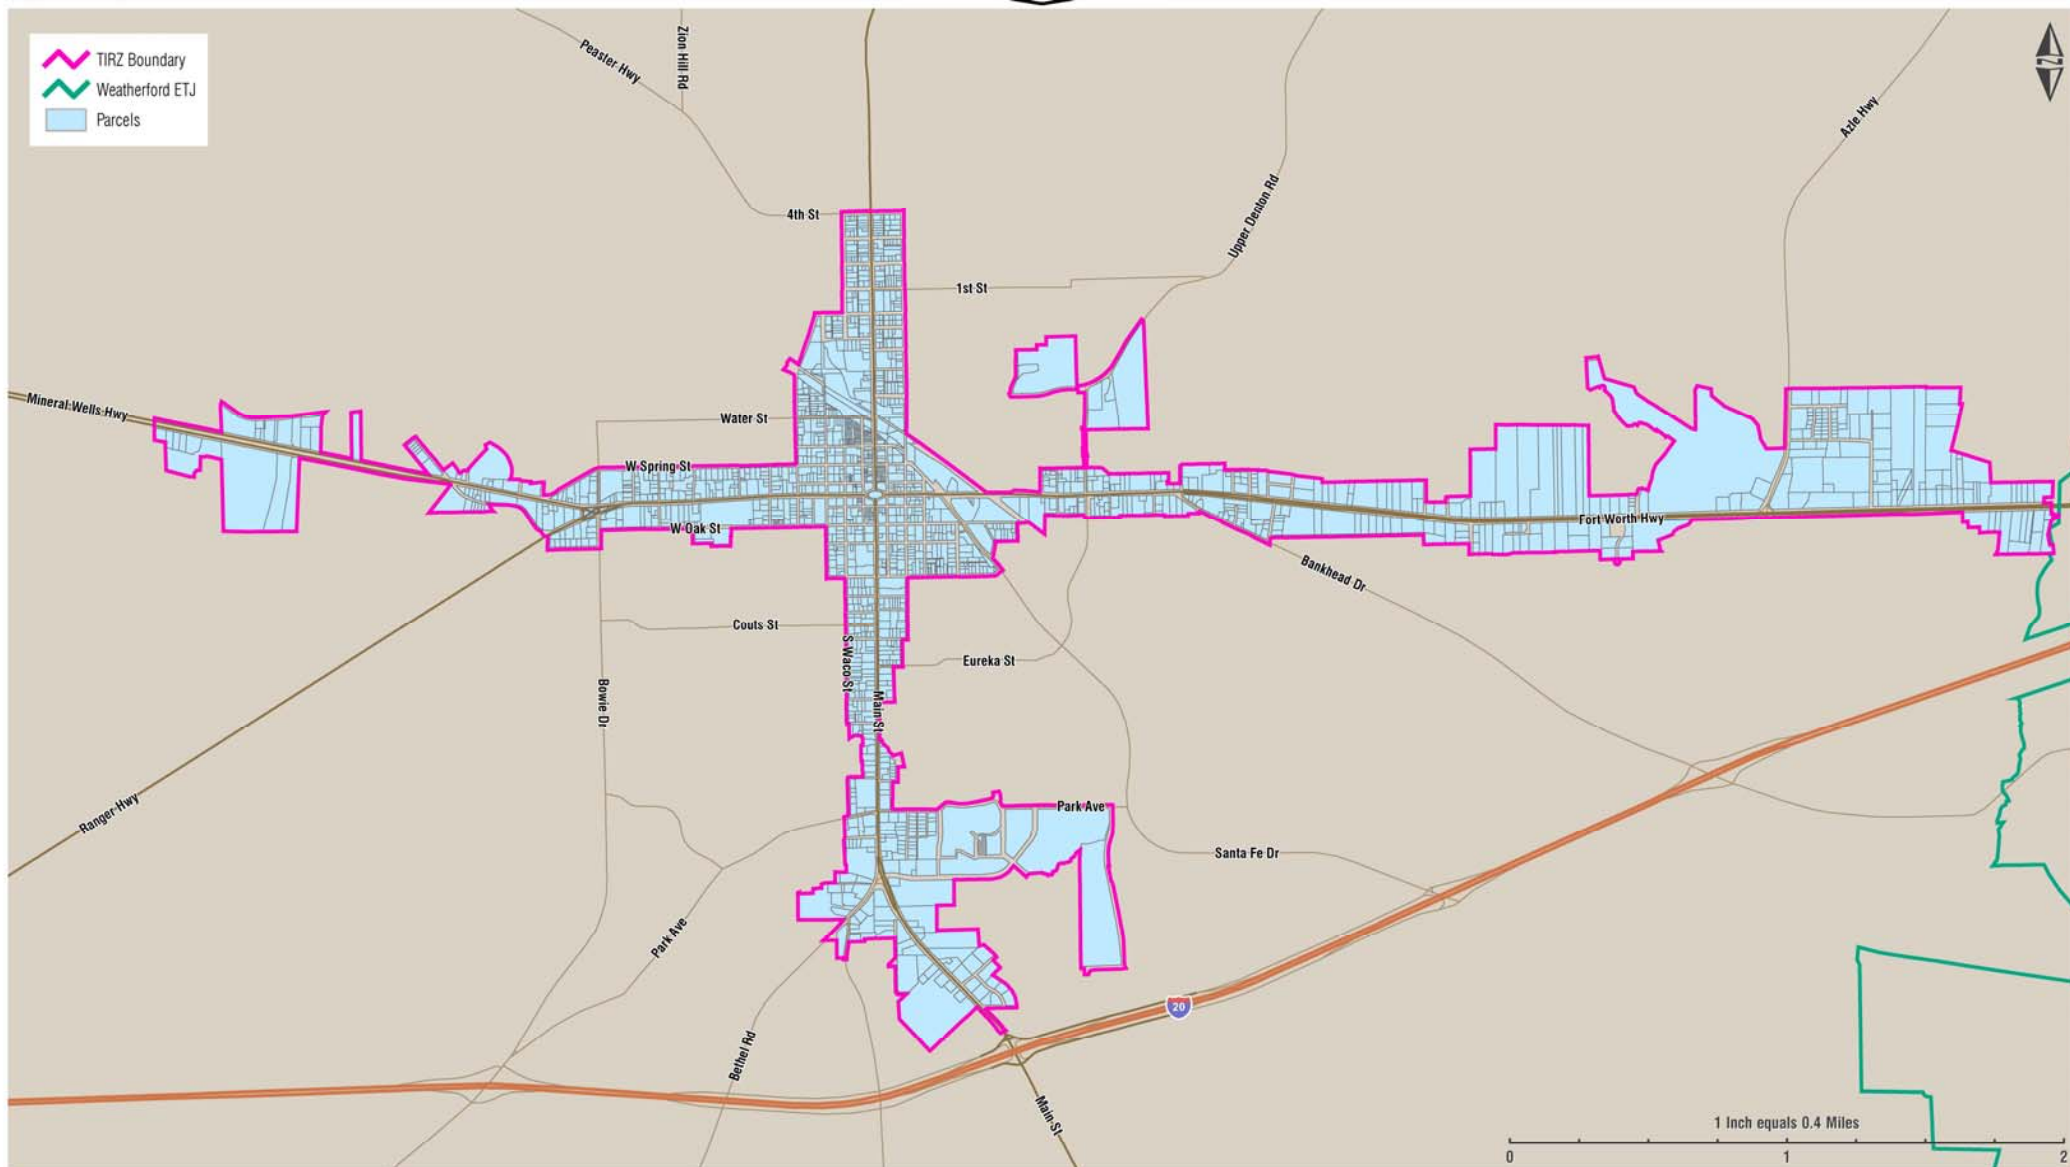 TIRZ Boundary
Weatherford ETJ
Parcels
Peaster Hwy
Zion Hill Rd
N
Azle Hwy
Upper Denton Rd
4th St
1st St
Mineral Wells Hwy
Water St
W Spring St
W Oak St
Fort Worth Hwy
Bankhead Dr
Couts St
S Waco St
Eureka St
Bowie Dr
Main St
Ranger Hwy
Park Ave
Santa Fe Dr
Park Ave
20
Bethel Rd
Main St
1 Inch equals 0.4 Miles
0 1 2